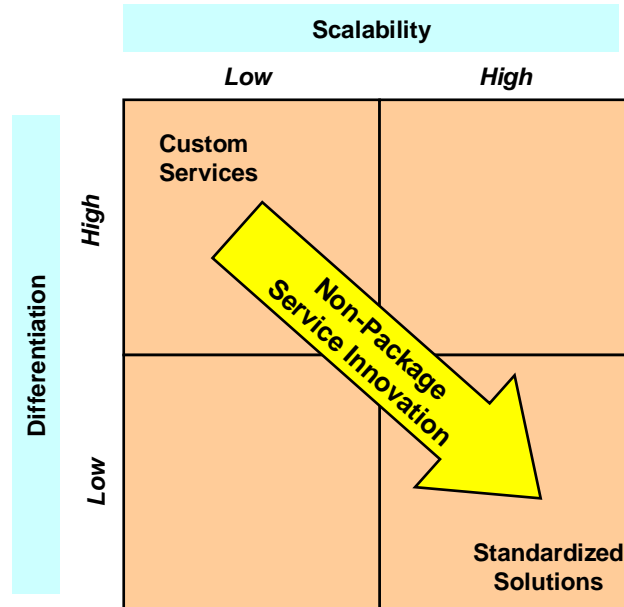 Scalability
Low
High
Custom
Services
High
Differentiation
Non-Package
Service Innovation
Low
Standardized
Solutions